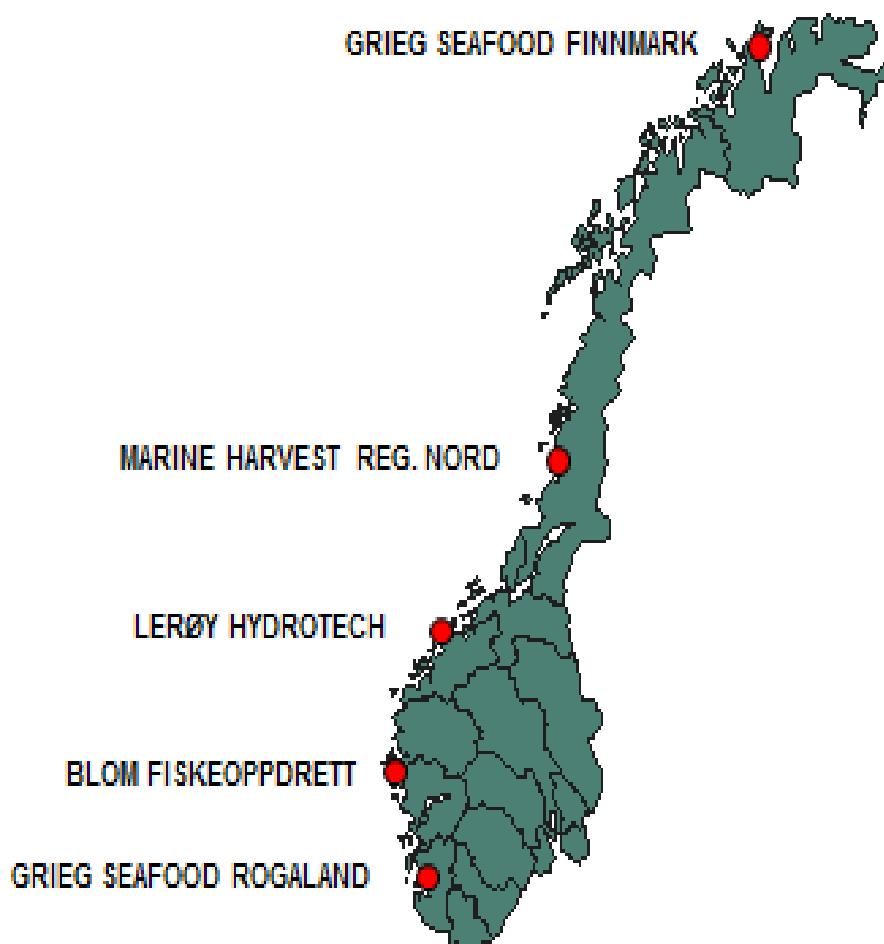 GRIEG SEAFOOD FINNMARK
MARINE HARVEST REG. NORD
LERØY HYDROTECH
BLOM FISKEOPPDRETT
GRIEG SEAFOOD ROGALAND